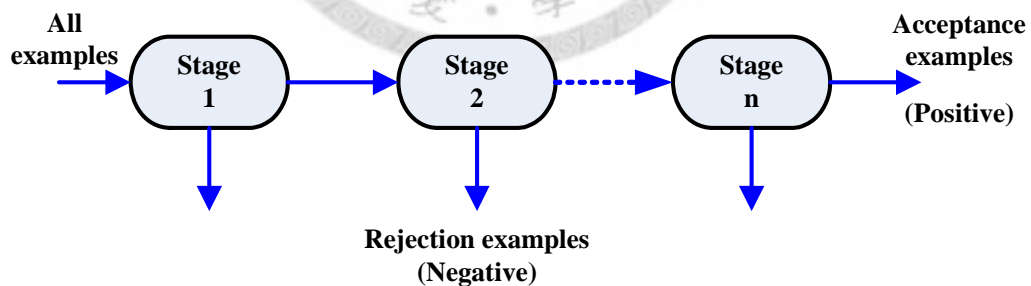 All
examples
Stage
1
Stage
2
Stage
n
Acceptance
examples
(Positive)
Rejection examples
(Negative)